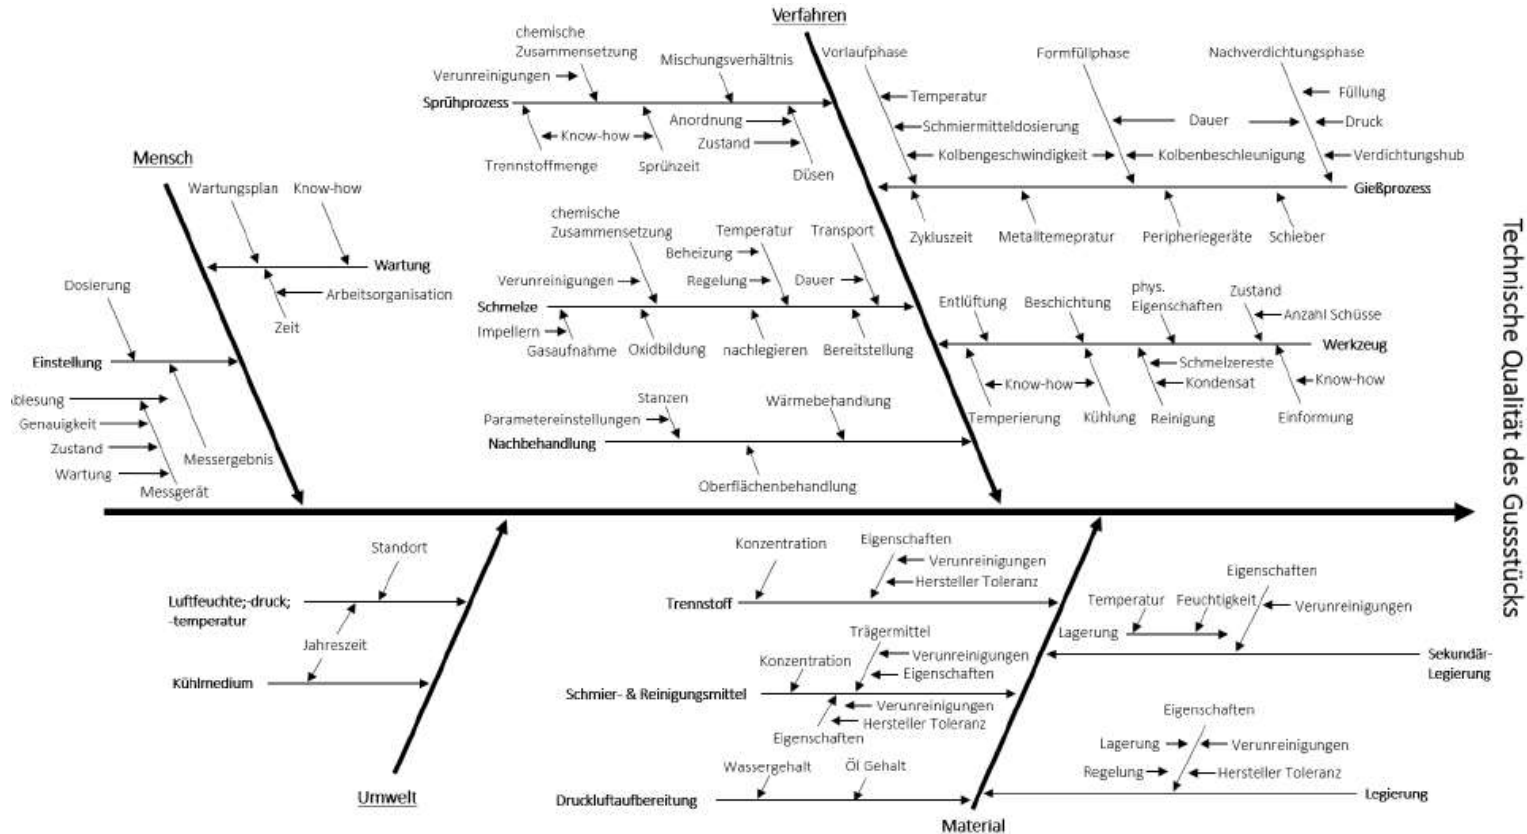 Verfahren
chemische
Zusammensetzung
Verunreinigungen
Mischungsverhältnis
Sprühprozess
Know-how
Trennstoffmenge
Sprühzeit
Anordnung
Zustand
Düsen
Vorlaufphase
Temperatur
Schmiermitteldosierung
Kolbengeschwindigkeit
Formfüllphase
Dauer
Kolbenbeschleunigung
Nachverdichtungsphase
Füllung
Druck
Verdichtungshub
Gießprozess
Zykluszeit
Metalltemepratur
Peripheriegeräte
Schieber
Mensch
Wartungsplan
Know-how
Wartung
Arbeitsorganisation
Zeit
Dosierung
Einstellung
Genauigkeit
Zustand
Wartung
Messgerät
Messergebnis
chemische
Zusammensetzung
Verunreinigungen
Temperatur
Beheizung
Regelung
Transport
Dauer
Schmelze
Impellern
Gasaufnahme
Oxidbildung
nachlegieren
Bereitstellung
Entlüftung
Beschichtung
phys.
Eigenschaften
Zustand
Anzahl Schüsse
Werkzeug
Know-how
Temperierung
Kühlung
Schmelzereste
Kondensat
Reinigung
Know-how
Einformung
Stanzen
Parametereinstellungen
Wärmebehandlung
Nachbehandlung
Oberflächenbehandlung
Technische Qualität des Gussstücks
Standort
Luftfeuchte;-druck;
-temperatur
Jahreszeit
Kühlmedium
Umwelt
Konzentration
Eigenschaften
Verunreinigungen
Hersteller Toleranz
Trennstoff
Trägermittel
Verunreinigungen
Eigenschaften
Konzentration
Schmier- & Reinigungsmittel
Verunreinigungen
Hersteller Toleranz
Eigenschaften
Wassergehalt
Öl Gehalt
Druckluftaufbereitung
Material
Eigenschaften
Temperatur
Feuchtigkeit
Verunreinigungen
Lagerung
Sekundär-
Legierung
Eigenschaften
Lagerung
Verunreinigungen
Regelung
Hersteller Toleranz
Legierung